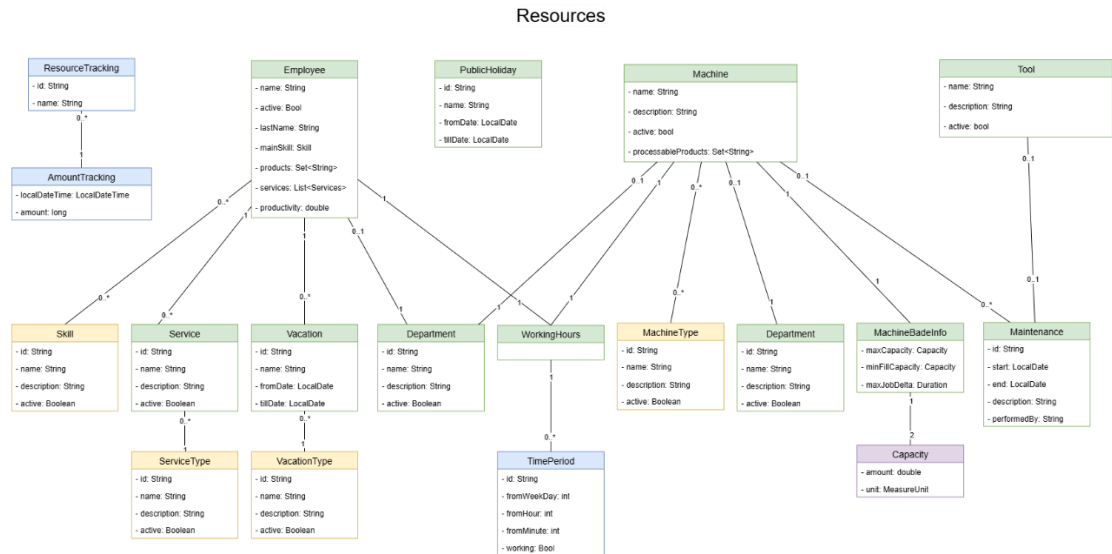 Resources
ResourceTracking
- id: String
- name: String
0..*
1
AmountTracking
- localDateTime: LocalDateTime
- amount: long
Employee
- name: String
- active: Bool
- lastName: String
- mainSkill: Skill
- products: Set<String>
- services: List<Services>
- productivity: double
PublicHoliday
- id: String
- name: String
- fromDate: LocalDate
- tillDate: LocalDate
Machine
- name: String
- description: String
- active: bool
- processableProducts: Set<String>
Tool
- name: String
- description: String
- active: bool
0..*
1
1
0..1
1
0..1
1
0..*
1
1
0..*
0..1
0..*
0..*
0..*
1
1
1
1
0..*
1
1
0..*
0..1
Skill
- id: String
- name: String
- description: String
- active: Boolean
Service
- id: String
- name: String
- description: String
- active: Boolean
Vacation
- id: String
- name: String
- fromDate: LocalDate
- tillDate: LocalDate
Department
- id: String
- name: String
- description: String
- active: Boolean
WorkingHours
MachineType
- id: String
- name: String
- description: String
- active: Boolean
Department
- id: String
- name: String
- description: String
- active: Boolean
MachineBadeInfo
- maxCapacity: Capacity
- minFillCapacity: Capacity
- maxJobDelta: Duration
Maintenance
- id: String
- start: LocalDate
- end: LocalDate
- description: String
- performedBy: String
0..*
1
0..*
1
1
0..*
1
2
ServiceType
- id: String
- name: String
- description: String
- active: Boolean
VacationType
- id: String
- name: String
- description: String
- active: Boolean
TimePeriod
- id: String
- fromWeekDay: int
- fromHour: int
- fromMinute: int
- working: Bool
Capacity
- amount: double
- unit: MeasureUnit